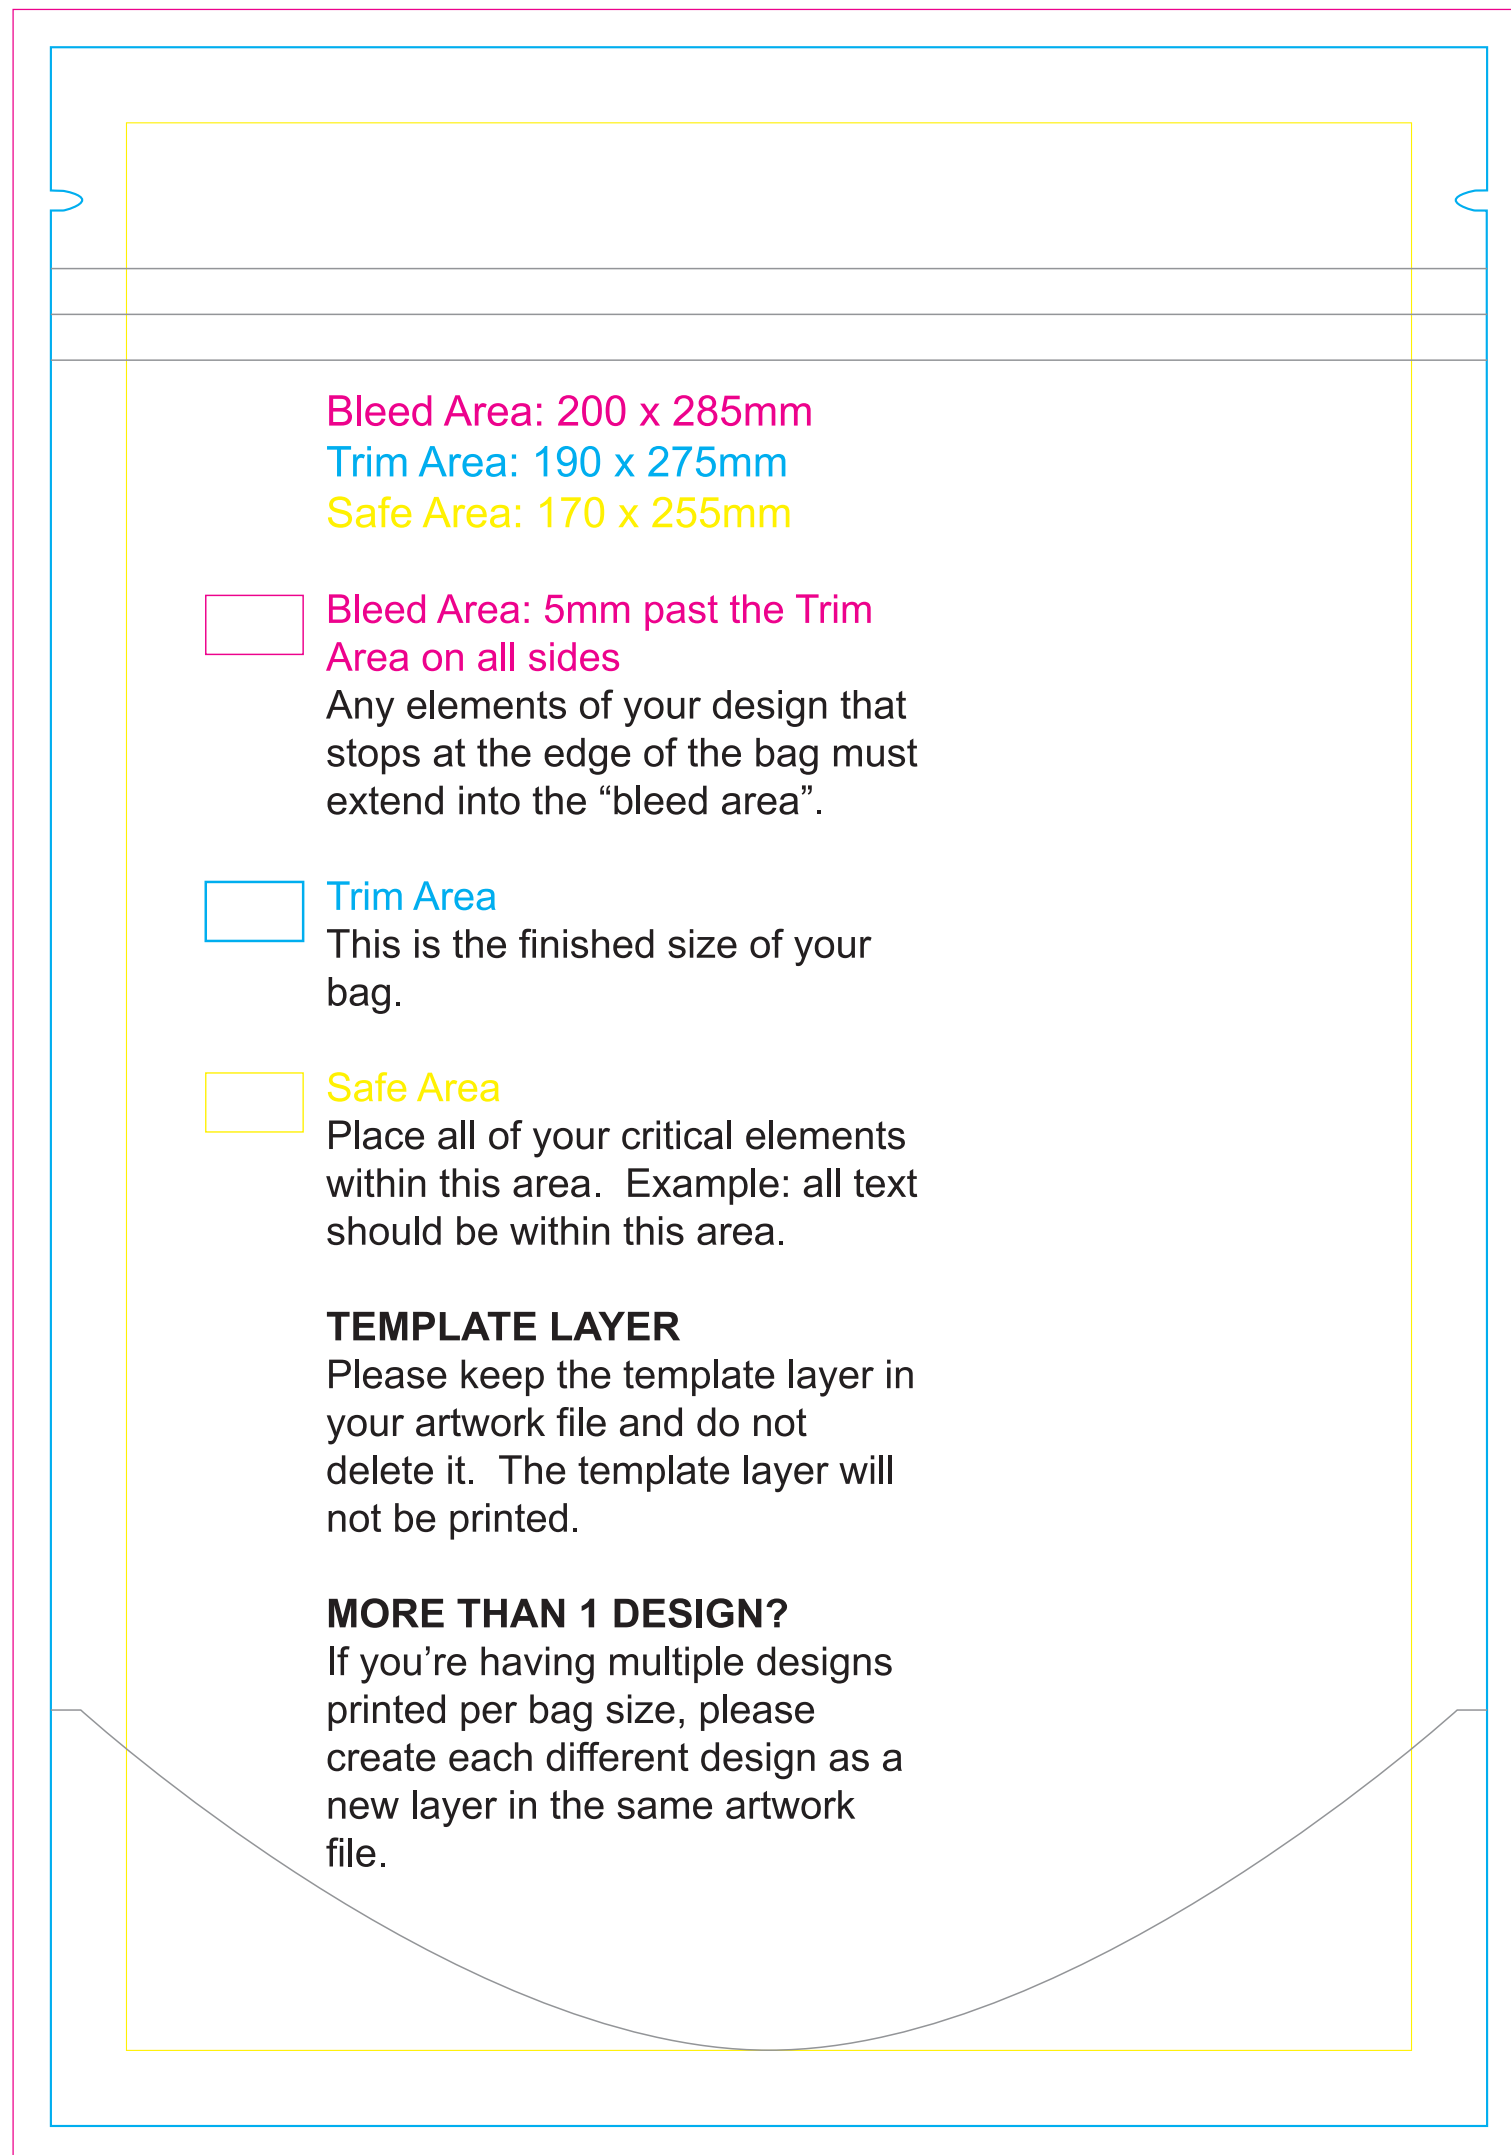 Bleed Area: 200 x 285mm
Trim Area: 190 x 275mm
Safe Area: 170 x 255mm
Bleed Area: 5mm past the Trim
Area on all sides
Any elements of your design that
stops at the edge of the bag must
extend into the “bleed area”.
Trim Area
This is the finished size of your
bag.
Safe Area
Place all of your critical elements
within this area.  Example: all text
should be within this area.
TEMPLATE LAYER
Please keep the template layer in
your artwork file and do not
delete it.  The template layer will
not be printed.
MORE THAN 1 DESIGN?
If you’re having multiple designs
printed per bag size, please
create each different design as a
new layer in the same artwork
file.